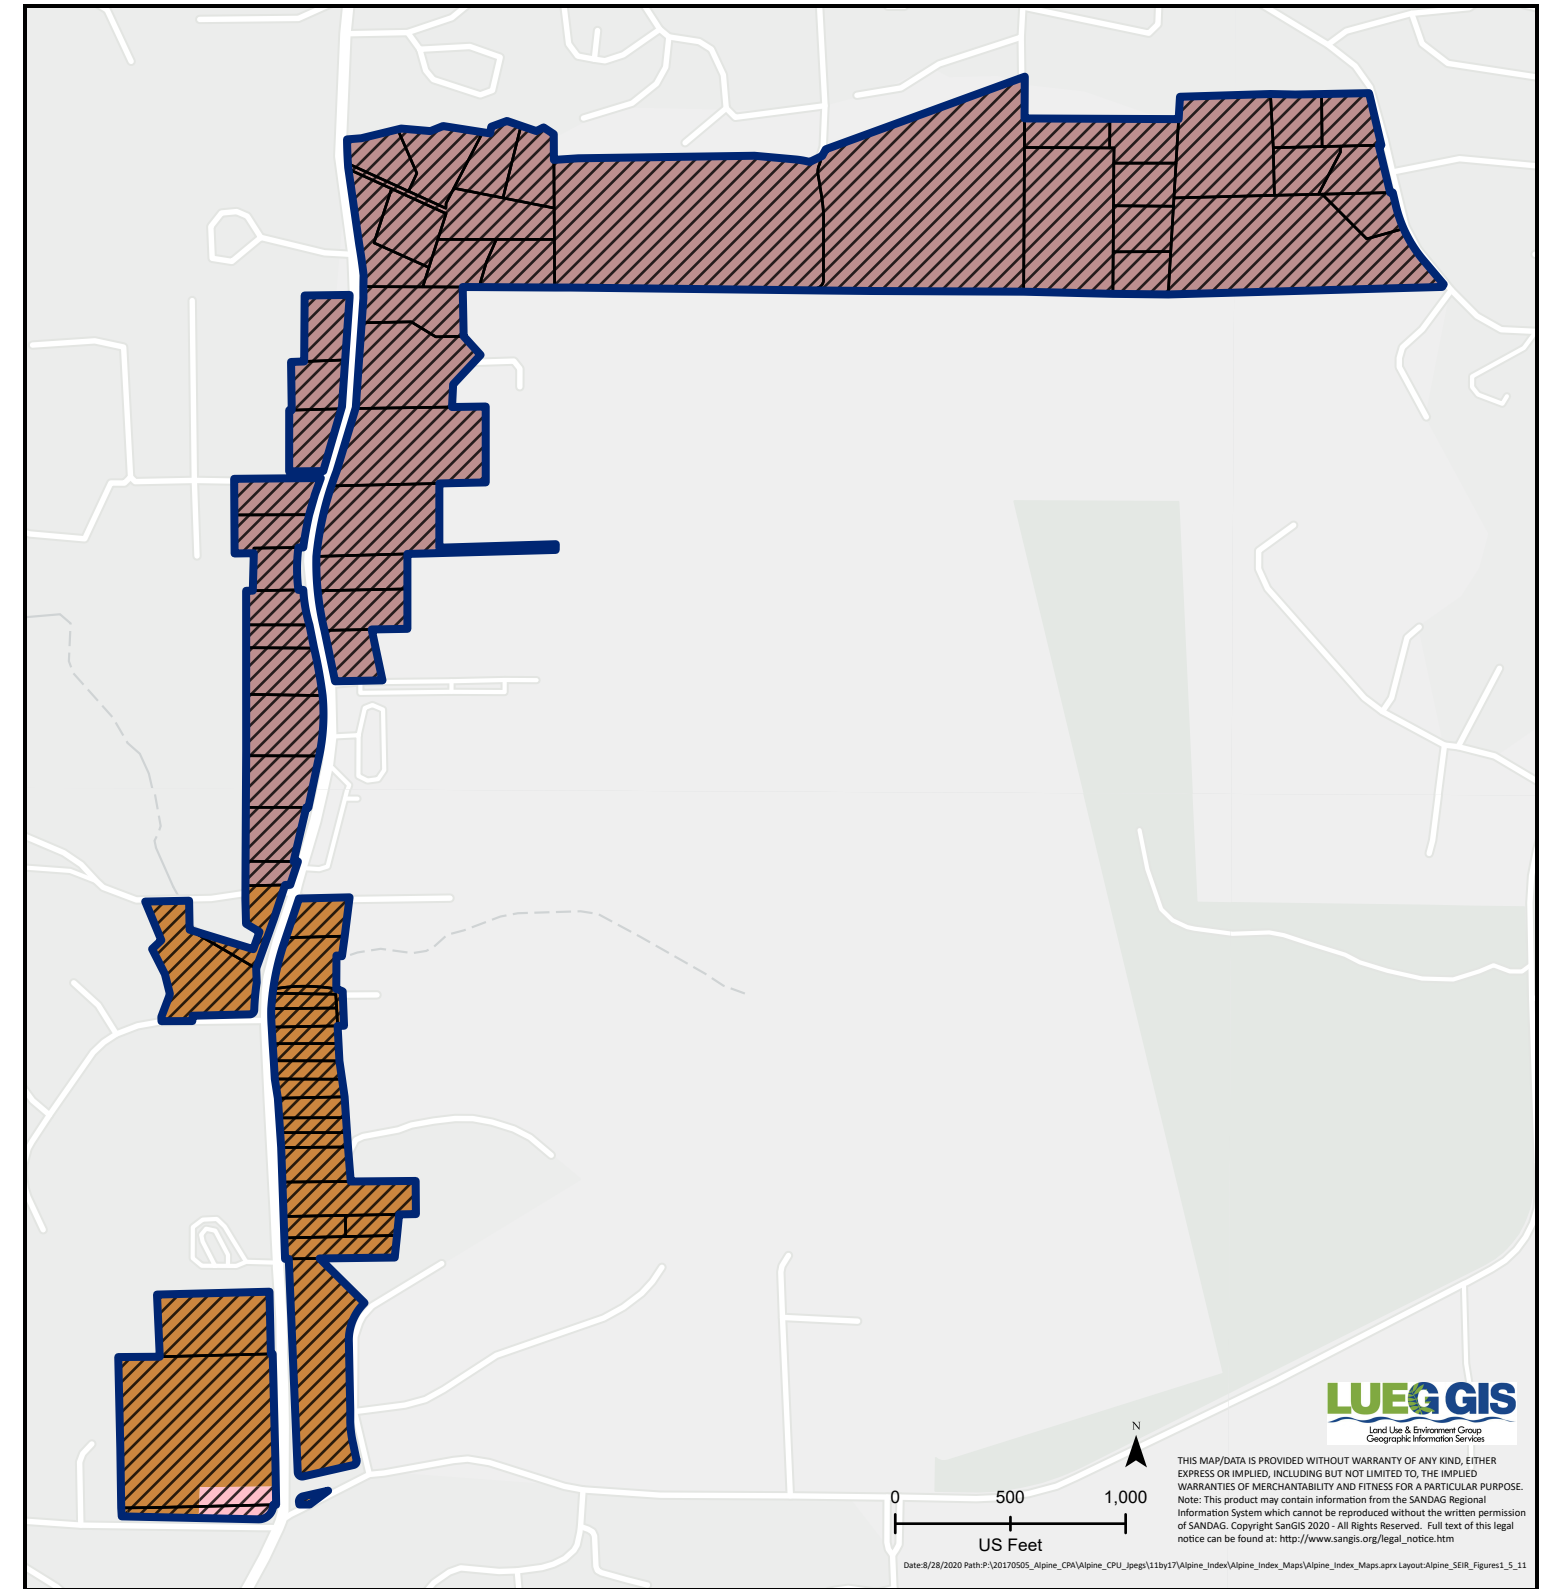 LUEG GIS
Land Use & Environment Group
Geographic Information Services
N
THIS MAP/DATA IS PROVIDED WITHOUT WARRANTY OF ANY KIND, EITHER
EXPRESS OR IMPLIED, INCLUDING BUT NOT LIMITED TO, THE IMPLIED
WARRANTIES OF MERCHANTABILITY AND FITNESS FOR A PARTICULAR PURPOSE.
Note: This product may contain information from the SANDAG Regional
Information System which cannot be reproduced without the written permission
of SANDAG. Copyright SanGIS 2020 - All Rights Reserved. Full text of this legal
notice can be found at: http://www.sangis.org/legal_notice.htm
0 500 1,000
US Feet
Date:8/28/2020 Path:P:\20170505_Alpine_CPA\Alpine_CPU_Jpegs\11by17\Alpine_Index\Alpine_Index_Maps\Alpine_Index_Maps.aprx Layout:Alpine_SEIR_Figures1_5_11